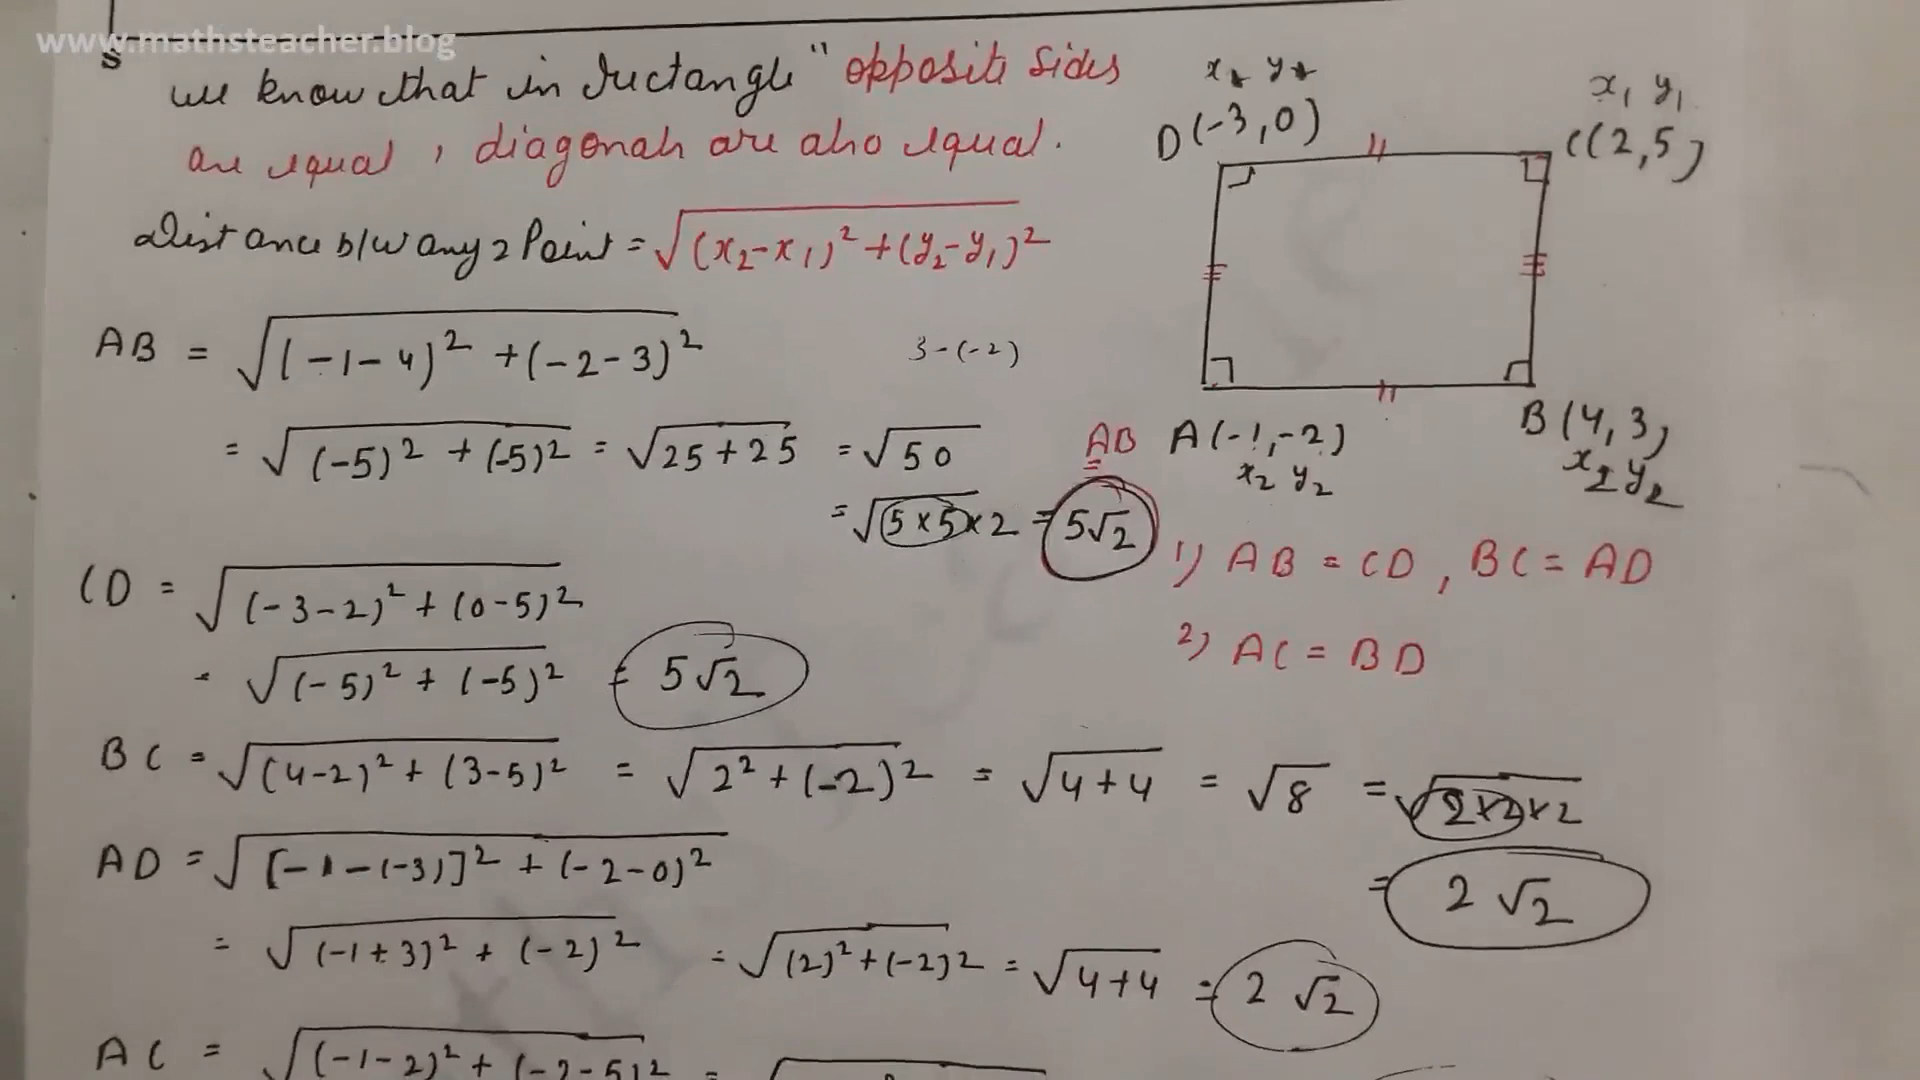 www.mathsteacher.blog
s
we know that in ructangle "opposite sides
are equal, diagonals are also equal.
Distance b/w any 2 Point = √(x₂-x₁)² + (y₂-y₁)²
AB = √(-1-4)² + (-2-3)²
3-(-2)
= √(-5)² + (-5)² = √25+25 = √50
= √5×5×2 = 5√2
CD = √(-3-2)² + (0-5)²
= √(-5)² + (-5)² = 5√2
BC = √(4-2)² + (3-5)² = √2² + (-2)² = √4+4 = √8 = √2×2×2
= 2√2
AD = √[-1-(-3)]² + (-2-0)²
= √(-1+3)² + (-2)² = √(2)² + (-2)² = √4+4 = 2√2
AC = √(-1-2)² + (-2-5)² =
x₁ y₁
D(-3,0)
C(2,5)
AB
A(-1,-2)
x₂ y₂
B(4,3)
x₂ y₂
1) AB = CD, BC = AD
2) AC = BD